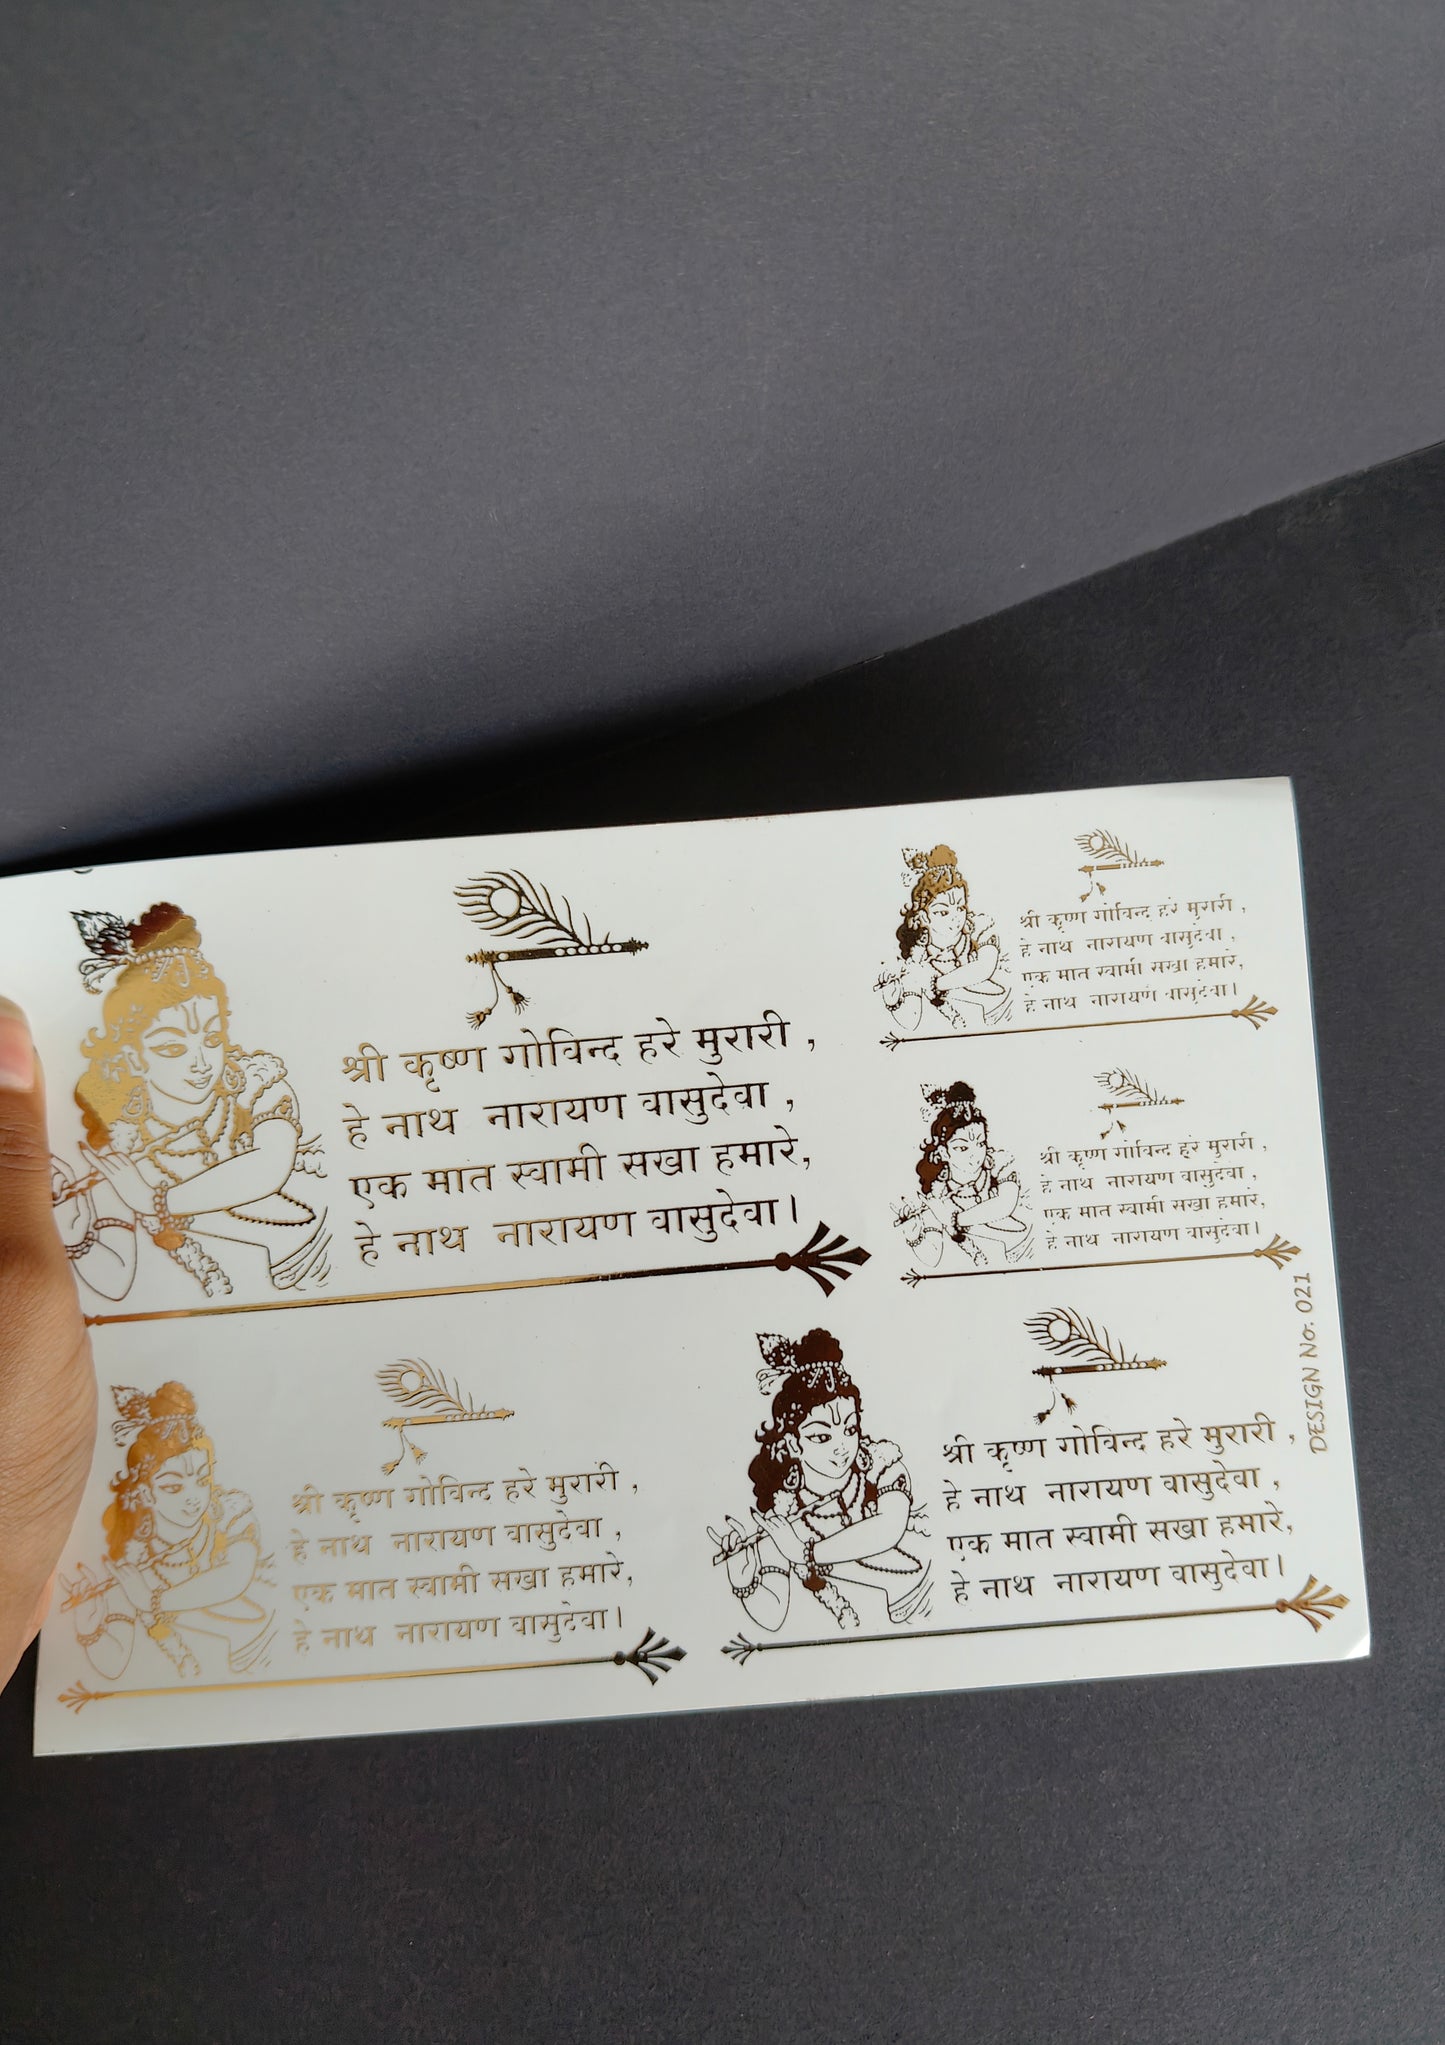 श्री कृष्ण गोविन्द हरे मुरारी ,
हे नाथ नारायण वासुदेवा ,
एक मात स्वामी सखा हमारे,
हे नाथ नारायण वासुदेवा।
श्री कृष्ण गोविन्द हरे मुरारी ,
हे नाथ नारायण वासुदेवा ,
एक मात स्वामी सखा हमारे,
हे नाथ नारायण वासुदेवा।
श्री कृष्ण गोविन्द हरे मुरारी ,
हे नाथ नारायण वासुदेवा ,
एक मात स्वामी सखा हमारे,
हे नाथ नारायण वासुदेवा।
श्री कृष्ण गोविन्द हरे मुरारी ,
हे नाथ नारायण वासुदेवा ,
एक मात स्वामी सखा हमारे,
हे नाथ नारायण वासुदेवा।
श्री कृष्ण गोविन्द हरे मुरारी ,
हे नाथ नारायण वासुदेवा ,
एक मात स्वामी सखा हमारे,
हे नाथ नारायण वासुदेवा।
DESIGN No. 021